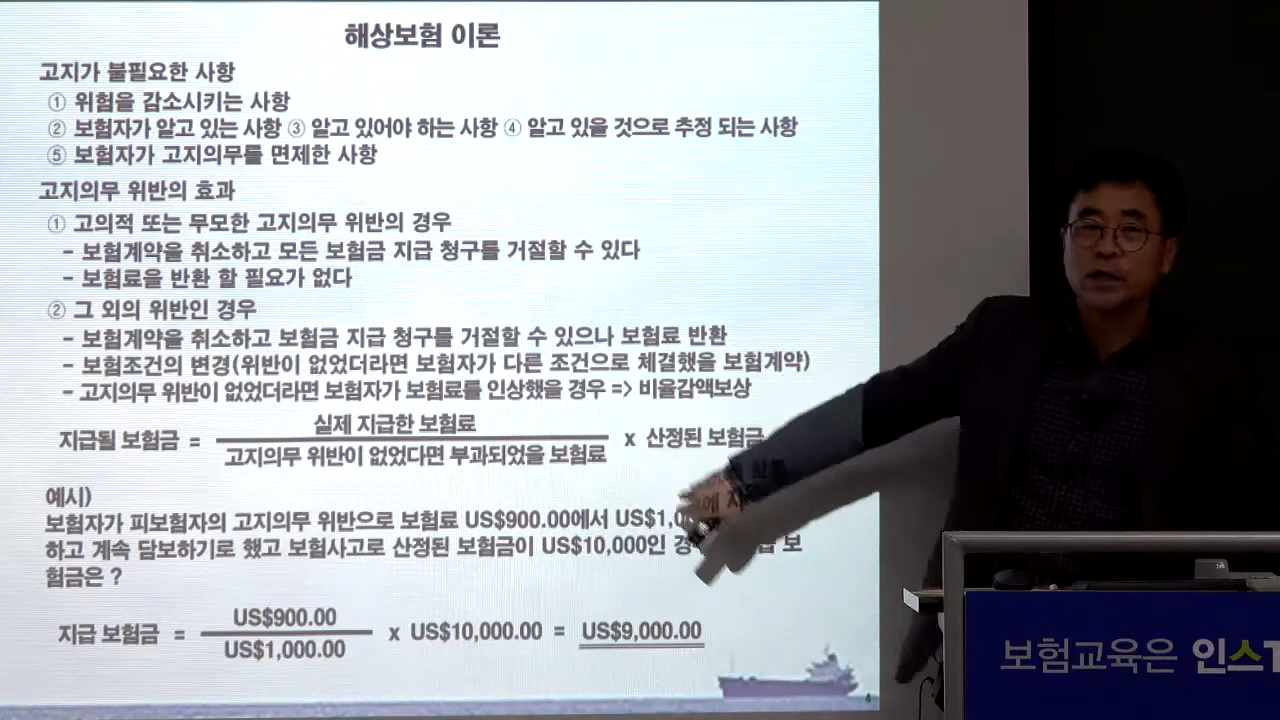 해상보험 이론
고지가 불필요한 사항
① 위험을 감소시키는 사항
② 보험자가 알고 있는 사항 ③ 알고 있어야 하는 사항 ④ 알고 있을 것으로 추정 되는 사항
⑤ 보험자가 고지의무를 면제한 사항
고지의무 위반의 효과
① 고의적 또는 무모한 고지의무 위반의 경우
- 보험계약을 취소하고 모든 보험금 지급 청구를 거절할 수 있다
- 보험료을 반환 할 필요가 없다
② 그 외의 위반인 경우
- 보험계약을 취소하고 보험금 지급 청구를 거절할 수 있으나 보험료 반환
- 보험조건의 변경(위반이 없었더라면 보험자가 다른 조건으로 체결했을 보험계약)
- 고지의무 위반이 없었더라면 보험자가 보험료를 인상했을 경우 => 비율감액보상
실제 지급한 보험료
지급될 보험금 = x 산정된 보험금
고지의무 위반이 없었다면 부과되었을 보험료
예시)
보험자가 피보험자의 고지의무 위반으로 보험료 US$900.00에서
하고 계속 담보하기로 했고 보험사고로 산정된 보험금이 US$10,000인 보
험금은 ?
US$900.00
지급 보험금 = x US$10,000.00 = US$9,000.00
US$1,000.00
4
보험교육은 인스